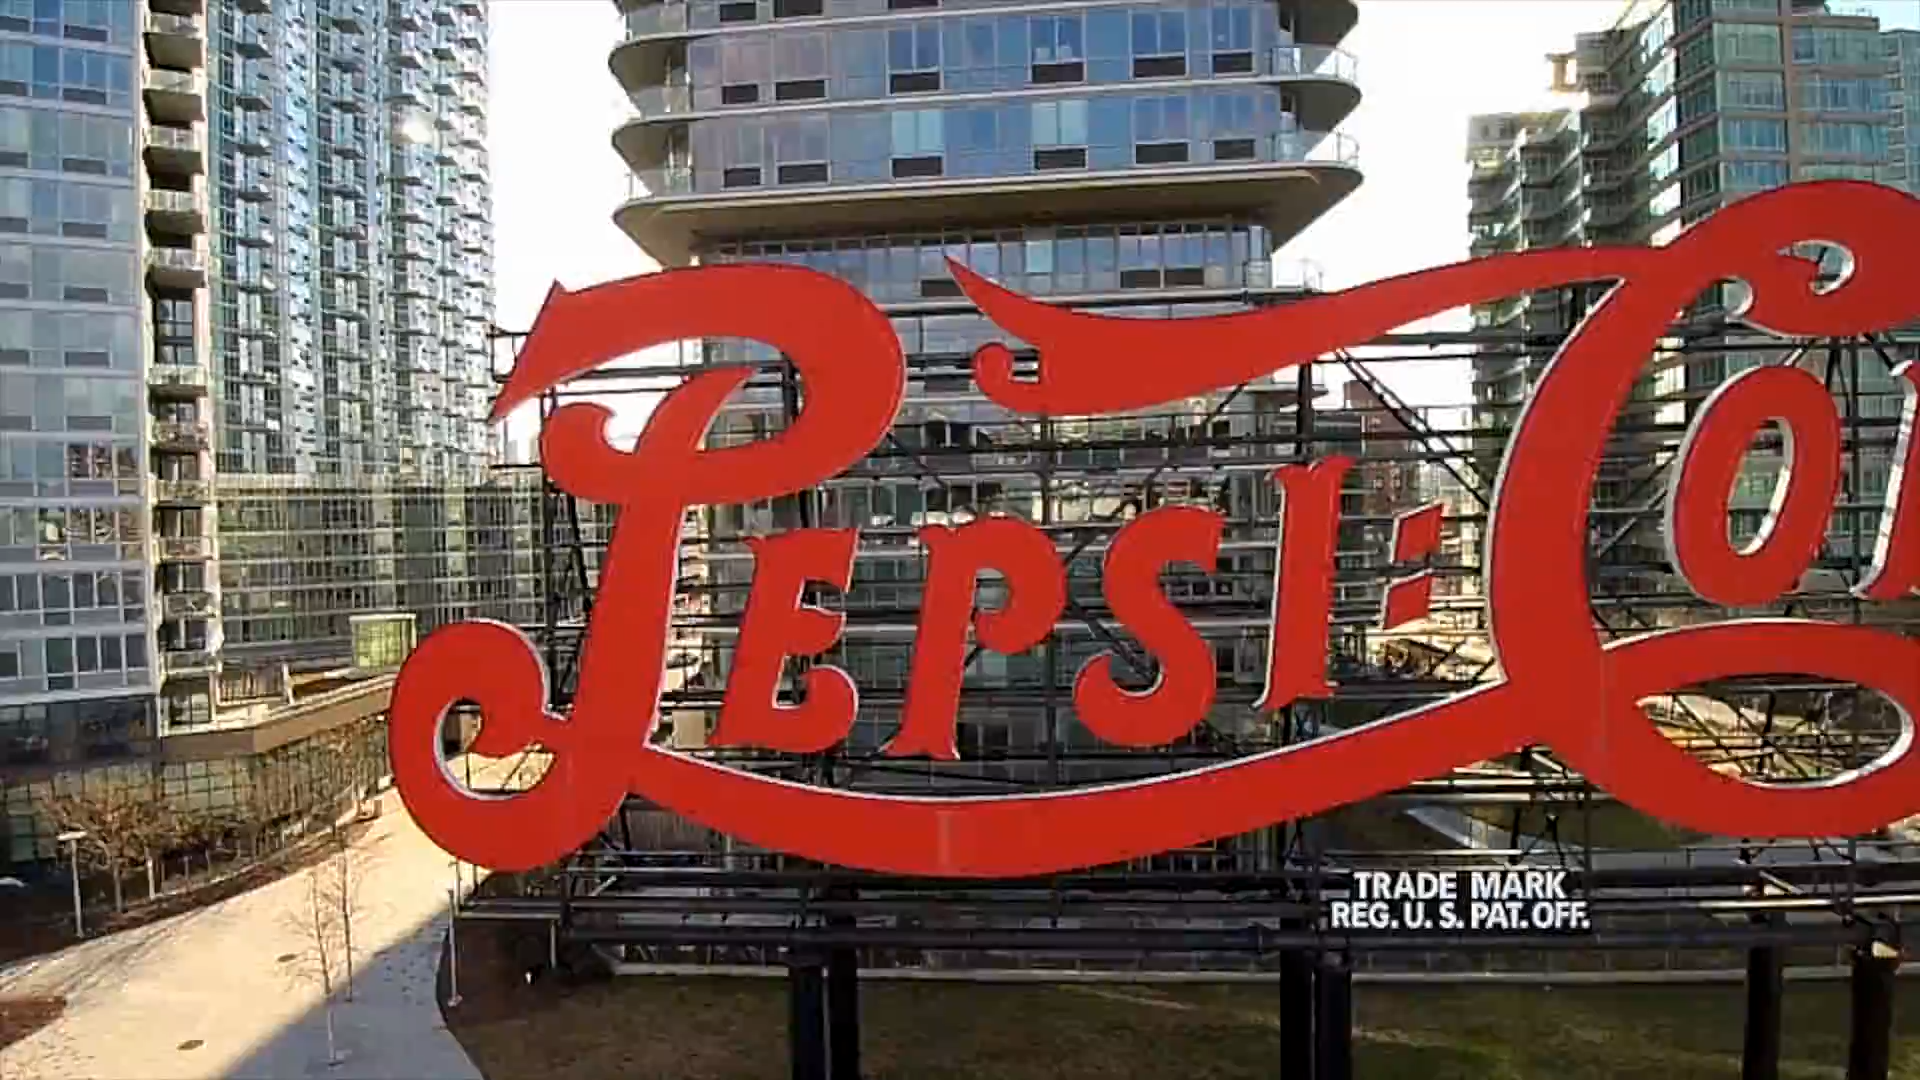 PEPSI=CO
TRADE MARK
REG. U. S. PAT. OFF.